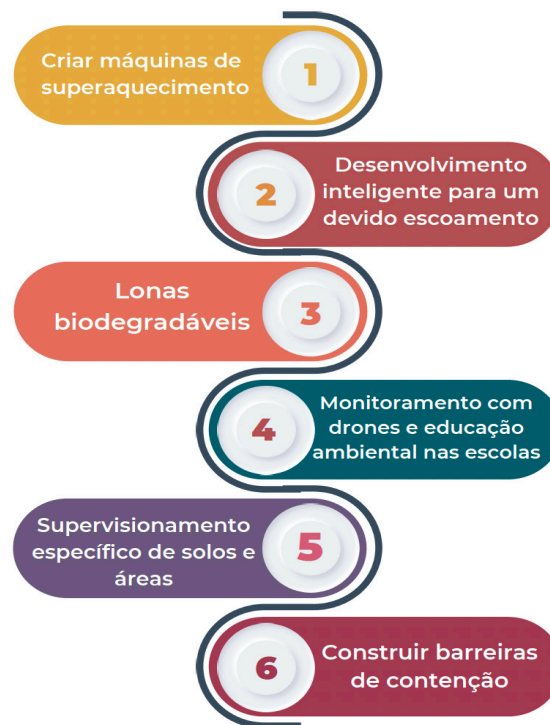 Criar máquinas de
superaquecimento
1
2
Desenvolvimento
inteligente para um
devido escoamento
Lonas
biodegradáveis
3
4
Monitoramento com
drones e educação
ambiental nas escolas
Supervisionamento
específico de solos e
áreas
5
6
Construir barreiras
de contenção